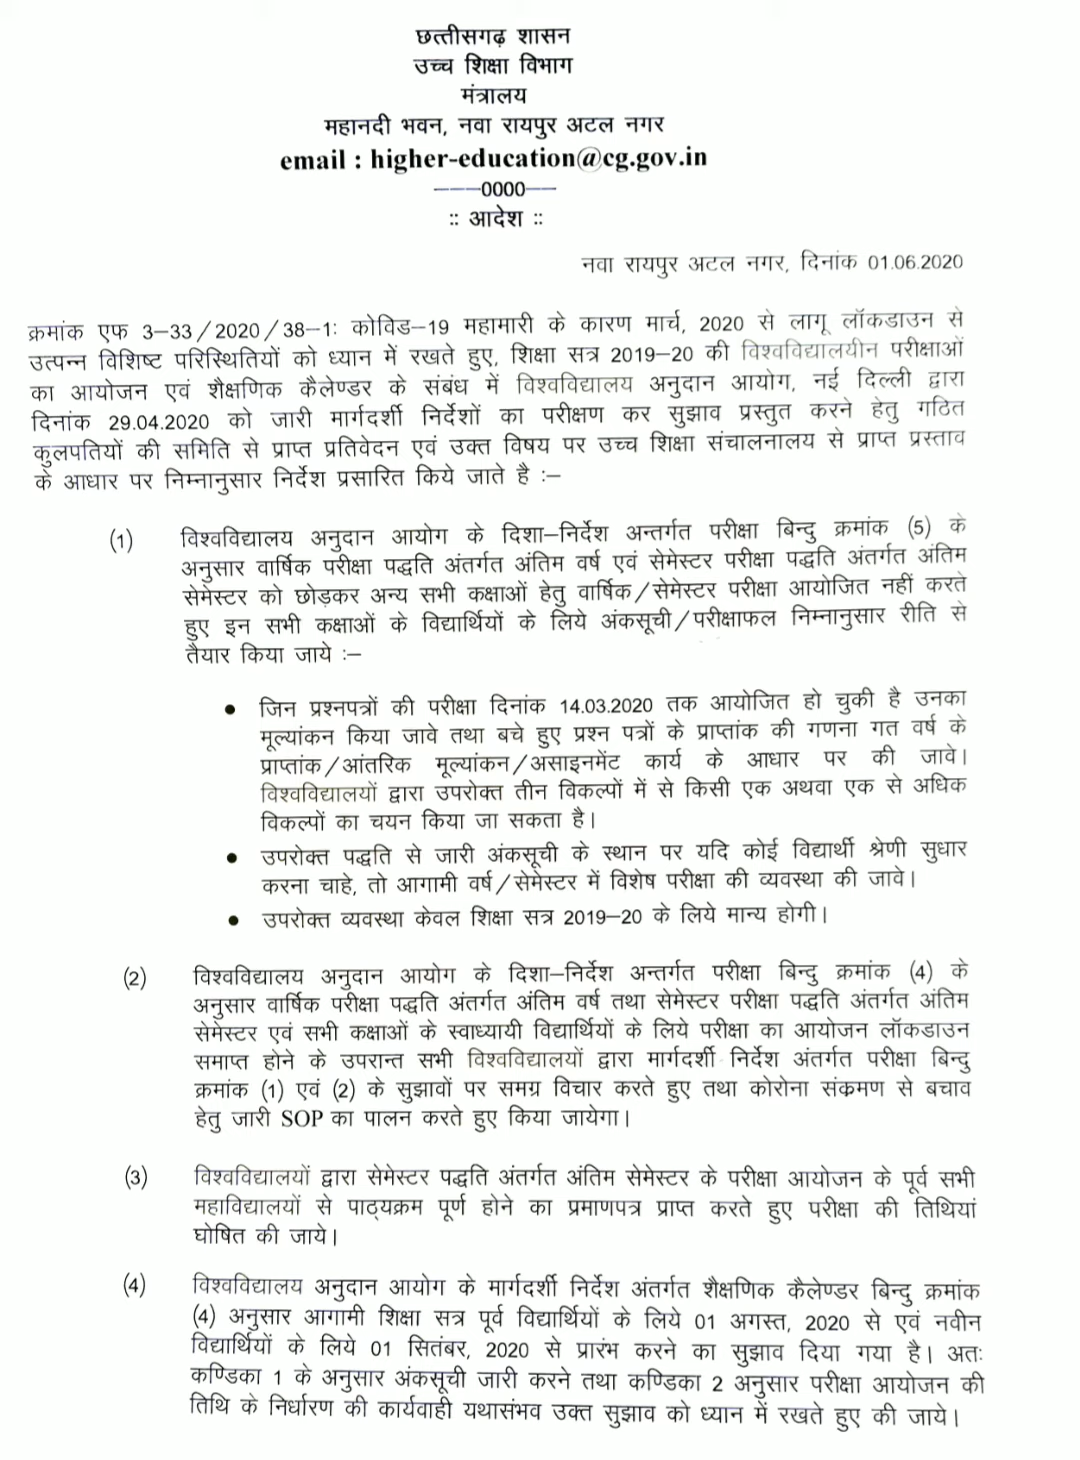 छत्तीसगढ़ शासन
उच्च शिक्षा विभाग
मंत्रालय
महानदी भवन, नवा रायपुर अटल नगर
email : higher-education@cg.gov.in
———0000——
:: आदेश ::
नवा रायपुर अटल नगर, दिनांक 01.06.2020
क्रमांक एफ 3–33/2020/38–1: कोविड–19 महामारी के कारण मार्च, 2020 से लागू लॉकडाउन से
उत्पन्न विशिष्ट परिस्थितियों को ध्यान में रखते हुए, शिक्षा सत्र 2019–20 की विश्वविद्यालयीन परीक्षाओं
का आयोजन एवं शैक्षणिक कैलेण्डर के संबंध में विश्वविद्यालय अनुदान आयोग, नई दिल्ली द्वारा
दिनांक 29.04.2020 को जारी मार्गदर्शी निर्देशों का परीक्षण कर सुझाव प्रस्तुत करने हेतु गठित
कुलपतियों की समिति से प्राप्त प्रतिवेदन एवं उक्त विषय पर उच्च शिक्षा संचालनालय से प्राप्त प्रस्ताव
के आधार पर निम्नानुसार निर्देश प्रसारित किये जाते है :–
(1) विश्वविद्यालय अनुदान आयोग के दिशा–निर्देश अन्तर्गत परीक्षा बिन्दु क्रमांक (5) के
अनुसार वार्षिक परीक्षा पद्धति अंतर्गत अंतिम वर्ष एवं सेमेस्टर परीक्षा पद्धति अंतर्गत अंतिम
सेमेस्टर को छोड़कर अन्य सभी कक्षाओं हेतु वार्षिक/सेमेस्टर परीक्षा आयोजित नहीं करते
हुए इन सभी कक्षाओं के विद्यार्थियों के लिये अंकसूची/परीक्षाफल निम्नानुसार रीति से
तैयार किया जाये :–
• जिन प्रश्नपत्रों की परीक्षा दिनांक 14.03.2020 तक आयोजित हो चुकी है उनका
मूल्यांकन किया जावे तथा बचे हुए प्रश्न पत्रों के प्राप्तांक की गणना गत वर्ष के
प्राप्तांक/आंतरिक मूल्यांकन/असाइनमेंट कार्य के आधार पर की जावे।
विश्वविद्यालयों द्वारा उपरोक्त तीन विकल्पों में से किसी एक अथवा एक से अधिक
विकल्पों का चयन किया जा सकता है।
• उपरोक्त पद्धति से जारी अंकसूची के स्थान पर यदि कोई विद्यार्थी श्रेणी सुधार
करना चाहे, तो आगामी वर्ष/सेमेस्टर में विशेष परीक्षा की व्यवस्था की जावे।
• उपरोक्त व्यवस्था केवल शिक्षा सत्र 2019–20 के लिये मान्य होगी।
(2) विश्वविद्यालय अनुदान आयोग के दिशा–निर्देश अन्तर्गत परीक्षा बिन्दु क्रमांक (4) के
अनुसार वार्षिक परीक्षा पद्धति अंतर्गत अंतिम वर्ष तथा सेमेस्टर परीक्षा पद्धति अंतर्गत अंतिम
सेमेस्टर एवं सभी कक्षाओं के स्वाध्यायी विद्यार्थियों के लिये परीक्षा का आयोजन लॉकडाउन
समाप्त होने के उपरान्त सभी विश्वविद्यालयों द्वारा मार्गदर्शी निर्देश अंतर्गत परीक्षा बिन्दु
क्रमांक (1) एवं (2) के सुझावों पर समग्र विचार करते हुए तथा कोरोना संक्रमण से बचाव
हेतु जारी SOP का पालन करते हुए किया जायेगा।
(3) विश्वविद्यालयों द्वारा सेमेस्टर पद्धति अंतर्गत अंतिम सेमेस्टर के परीक्षा आयोजन के पूर्व सभी
महाविद्यालयों से पाठ्यक्रम पूर्ण होने का प्रमाणपत्र प्राप्त करते हुए परीक्षा की तिथियां
घोषित की जाये।
(4) विश्वविद्यालय अनुदान आयोग के मार्गदर्शी निर्देश अंतर्गत शैक्षणिक कैलेण्डर बिन्दु क्रमांक
(4) अनुसार आगामी शिक्षा सत्र पूर्व विद्यार्थियों के लिये 01 अगस्त, 2020 से एवं नवीन
विद्यार्थियों के लिये 01 सितंबर, 2020 से प्रारंभ करने का सुझाव दिया गया है। अतः
कण्डिका 1 के अनुसार अंकसूची जारी करने तथा कण्डिका 2 अनुसार परीक्षा आयोजन की
तिथि के निर्धारण की कार्यवाही यथासंभव उक्त सुझाव को ध्यान में रखते हुए की जाये।